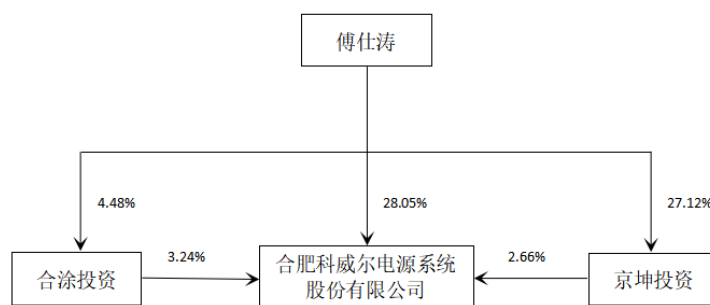 傅仕涛
4.48%
28.05%
27.12%
合涂投资
3.24%
合肥科威尔电源系统
股份有限公司
2.66%
京坤投资